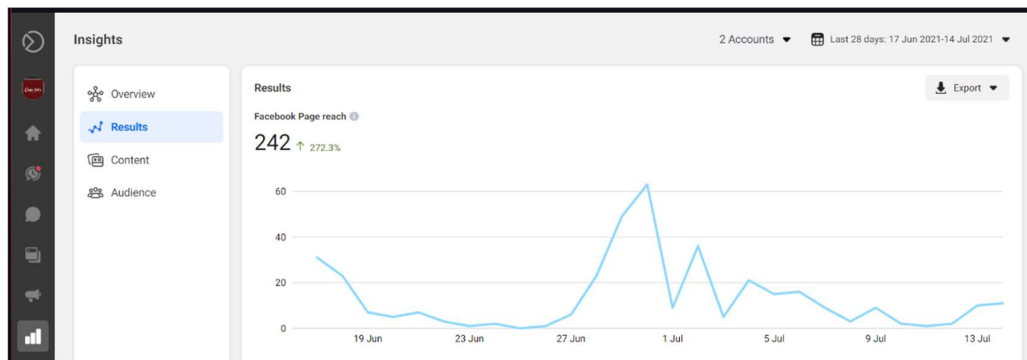 Insights
2 Accounts
Last 28 days: 17 Jun 2021-14 Jul 2021
Overview
Results
Content
Audience
Results
Export
Facebook Page reach
242 ↑ 272.3%
60
40
20
0
19 Jun 23 Jun 27 Jun 1 Jul 5 Jul 9 Jul 13 Jul